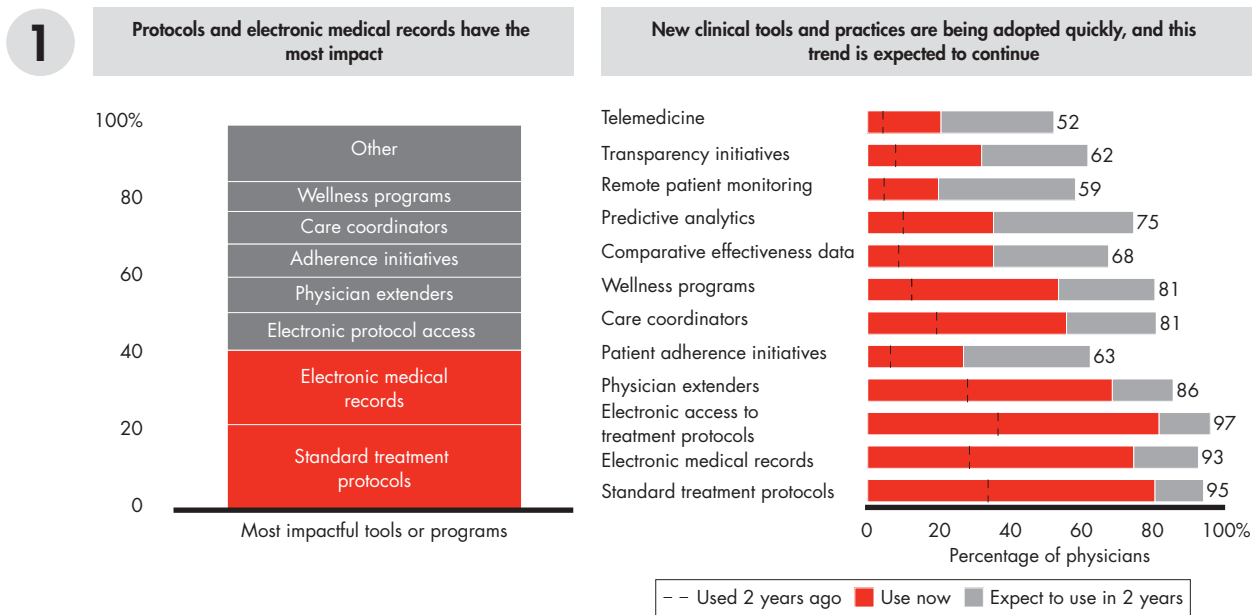 1
Protocols and electronic medical records have the
most impact
100%
80
60
40
20
0
Other
Wellness programs
Care coordinators
Adherence initiatives
Physician extenders
Electronic protocol access
Electronic medical
records
Standard treatment
protocols
Most impactful tools or programs
New clinical tools and practices are being adopted quickly, and this
trend is expected to continue
Telemedicine 52
Transparency initiatives 62
Remote patient monitoring 59
Predictive analytics 75
Comparative effectiveness data 68
Wellness programs 81
Care coordinators 81
Patient adherence initiatives 63
Physician extenders 86
Electronic access to
treatment protocols 97
Electronic medical records 93
Standard treatment protocols 95
0 20 40 60 80 100%
Percentage of physicians
Used 2 years ago Use now Expect to use in 2 years